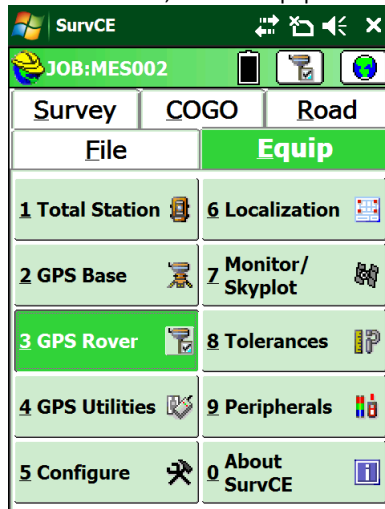 SurvCE
JOB:MES002
Survey COGO Road
File Equip
1 Total Station 6 Localization
2 GPS Base 7 Monitor/
Skyplot
3 GPS Rover 8 Tolerances
4 GPS Utilities 9 Peripherals
5 Configure 0 About
SurvCE